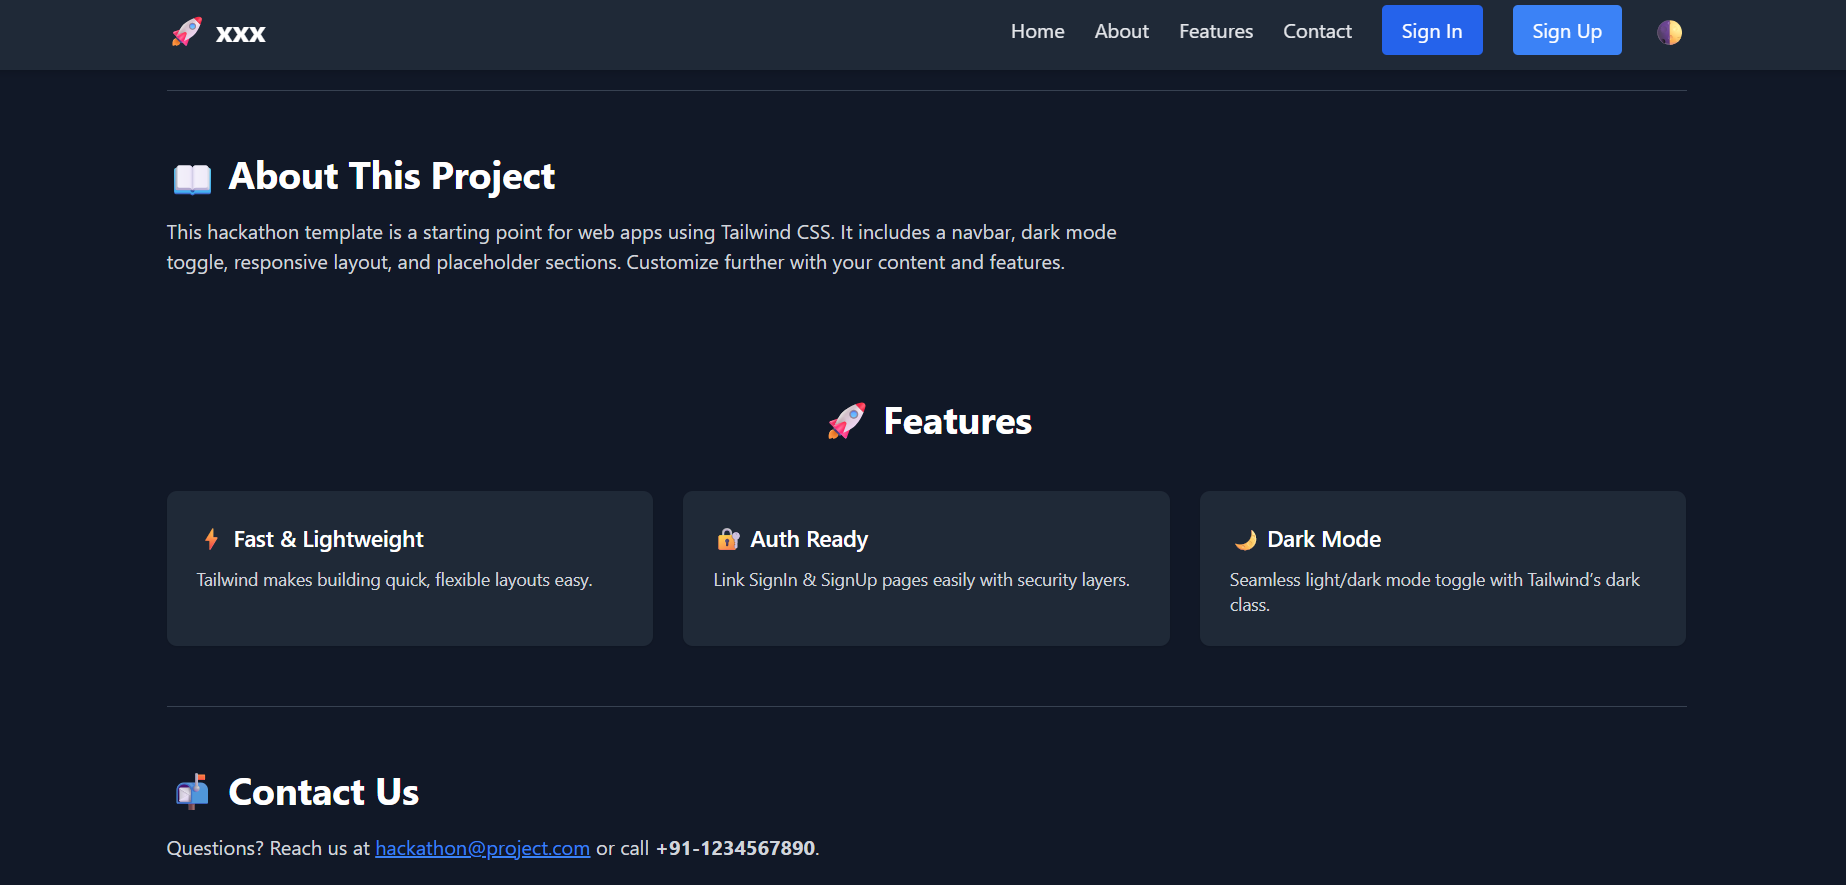 🚀 xxx
Home About Features Contact Sign In Sign Up
📖 About This Project
This hackathon template is a starting point for web apps using Tailwind CSS. It includes a navbar, dark mode
toggle, responsive layout, and placeholder sections. Customize further with your content and features.
🚀 Features
⚡ Fast & Lightweight
Tailwind makes building quick, flexible layouts easy.
🔐 Auth Ready
Link SignIn & SignUp pages easily with security layers.
🌙 Dark Mode
Seamless light/dark mode toggle with Tailwind’s dark
class.
📬 Contact Us
Questions? Reach us at hackathon@project.com or call +91-1234567890.